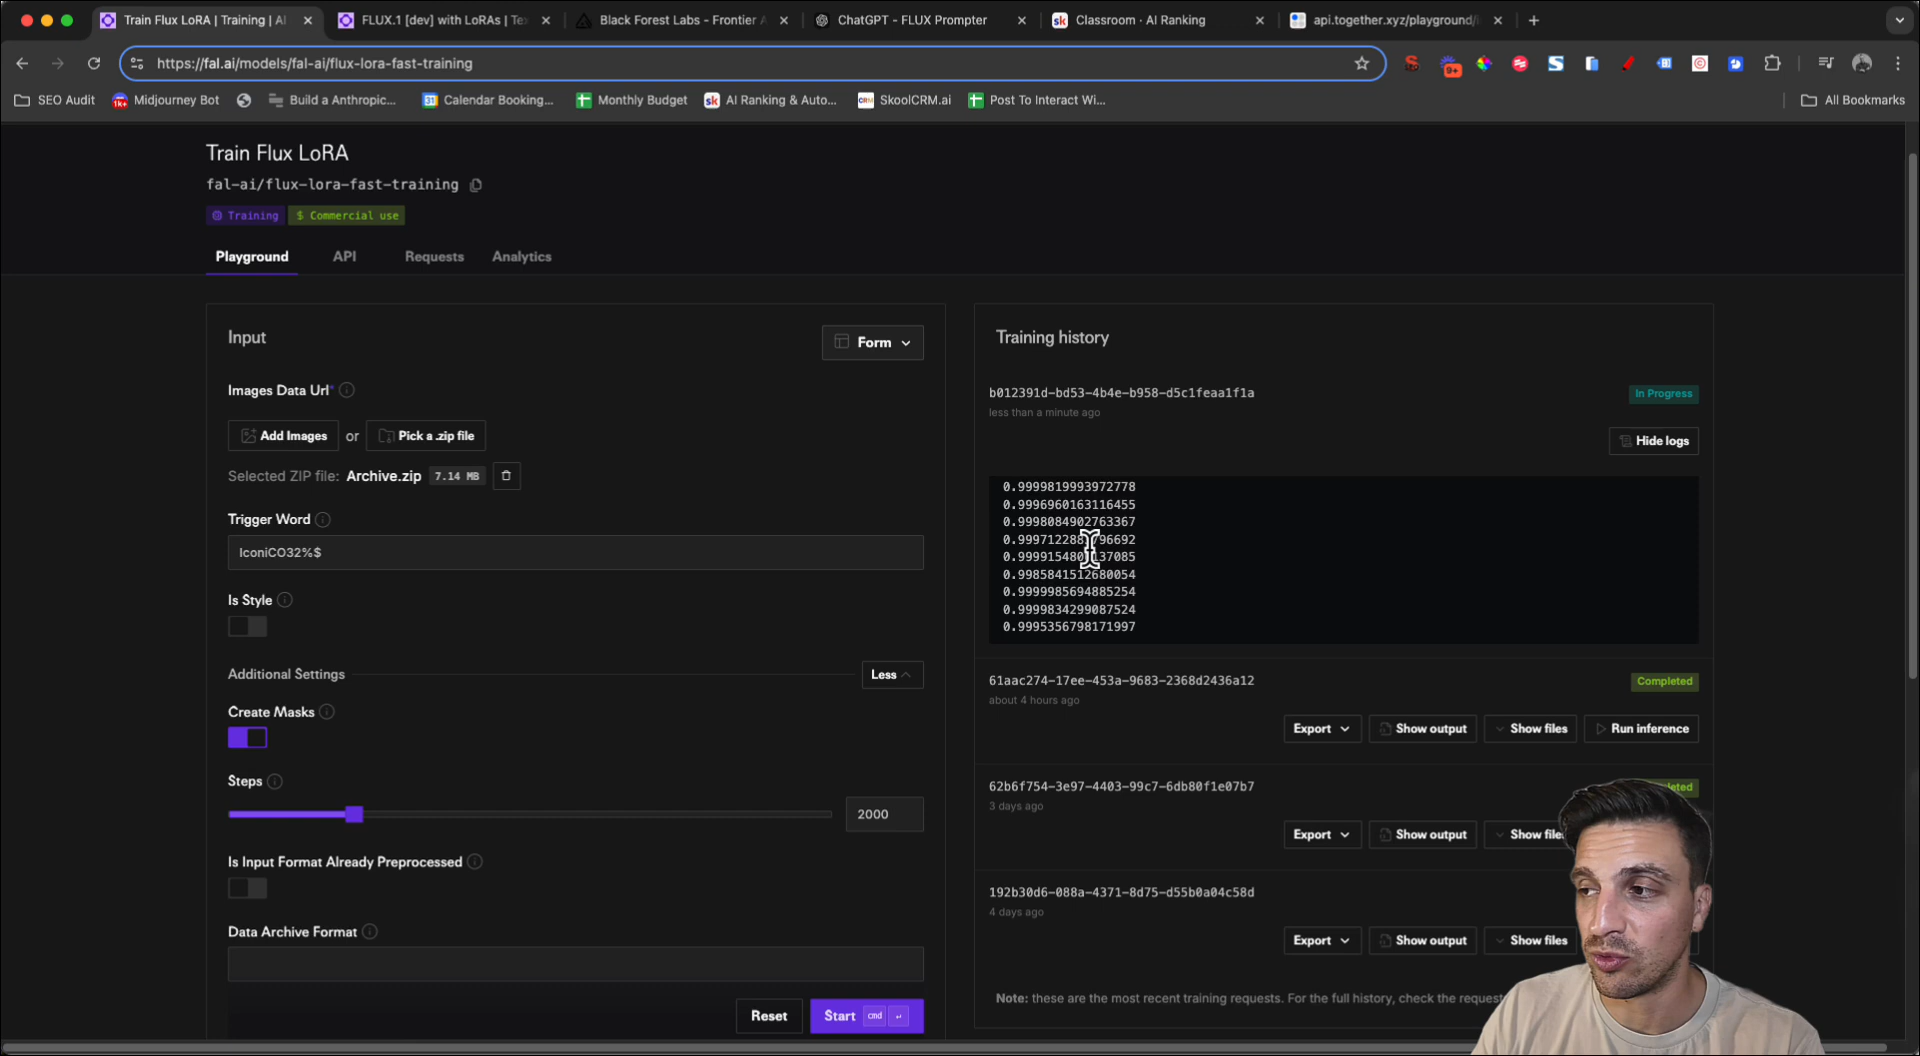 Train Flux LoRA | Training | AI
FLUX.1 [dev] with LoRAs | Tex
Black Forest Labs - Frontier A
ChatGPT - FLUX Prompter
Classroom · AI Ranking
api.together.xyz/playground/
https://fal.ai/models/fal-ai/flux-lora-fast-training
9+
SEO Audit
Midjourney Bot
Build a Anthropic...
Calendar Booking...
Monthly Budget
AI Ranking & Auto...
SkoolCRM.ai
Post To Interact Wi...
All Bookmarks
Train Flux LoRA
fal-ai/flux-lora-fast-training
Training
$ Commercial use
Playground
API
Requests
Analytics
Input
Form
Images Data Url*
Add Images
or
Pick a .zip file
Selected ZIP file: Archive.zip 7.14 MB
Trigger Word
IconiCO32%$
Is Style
Additional Settings
Less
Create Masks
Steps
2000
Is Input Format Already Preprocessed
Data Archive Format
Reset
Start cmd
Training history
b012391d-bd53-4b4e-b958-d5c1feaa1f1a
In Progress
less than a minute ago
Hide logs
0.9999819993972778
0.9996960163116455
0.9998084902763367
0.9985841512680054
0.9999985694885254
0.9999834299087524
0.9995356798171997
61aac274-17ee-453a-9683-2368d2436a12
Completed
about 4 hours ago
Export
Show output
Show files
Run inference
62b6f754-3e97-4403-99c7-6db80f1e07b7
3 days ago
Export
Show output
192b30d6-088a-4371-8d75-d55b0a04c58d
4 days ago
Export
Show output
Show files
Note: these are the most recent training requests. For the full history, check the